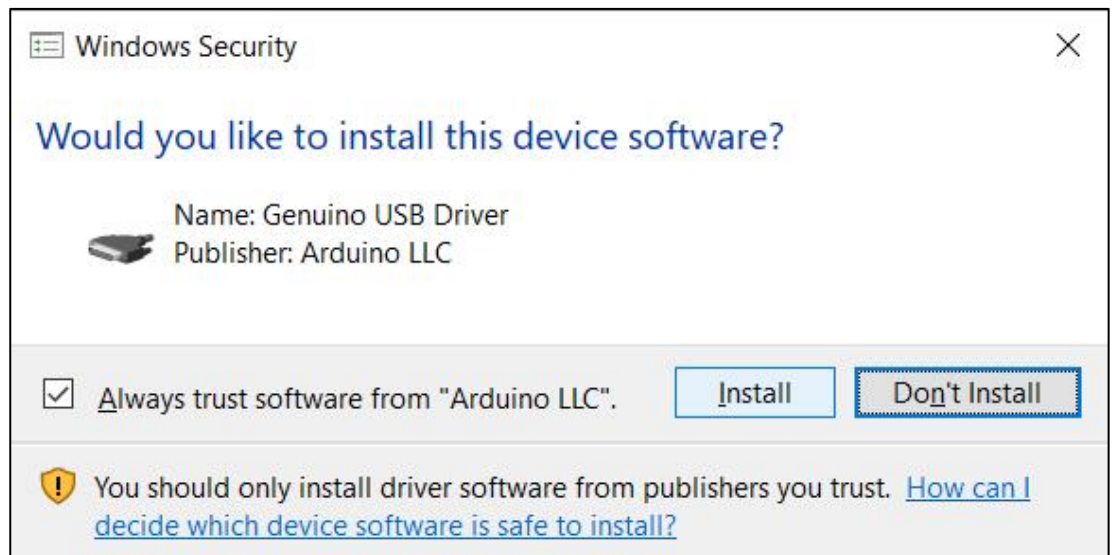 Windows Security
Would you like to install this device software?
Name: Genuino USB Driver
Publisher: Arduino LLC
Always trust software from "Arduino LLC".
Install
Don't Install
You should only install driver software from publishers you trust. How can I
decide which device software is safe to install?